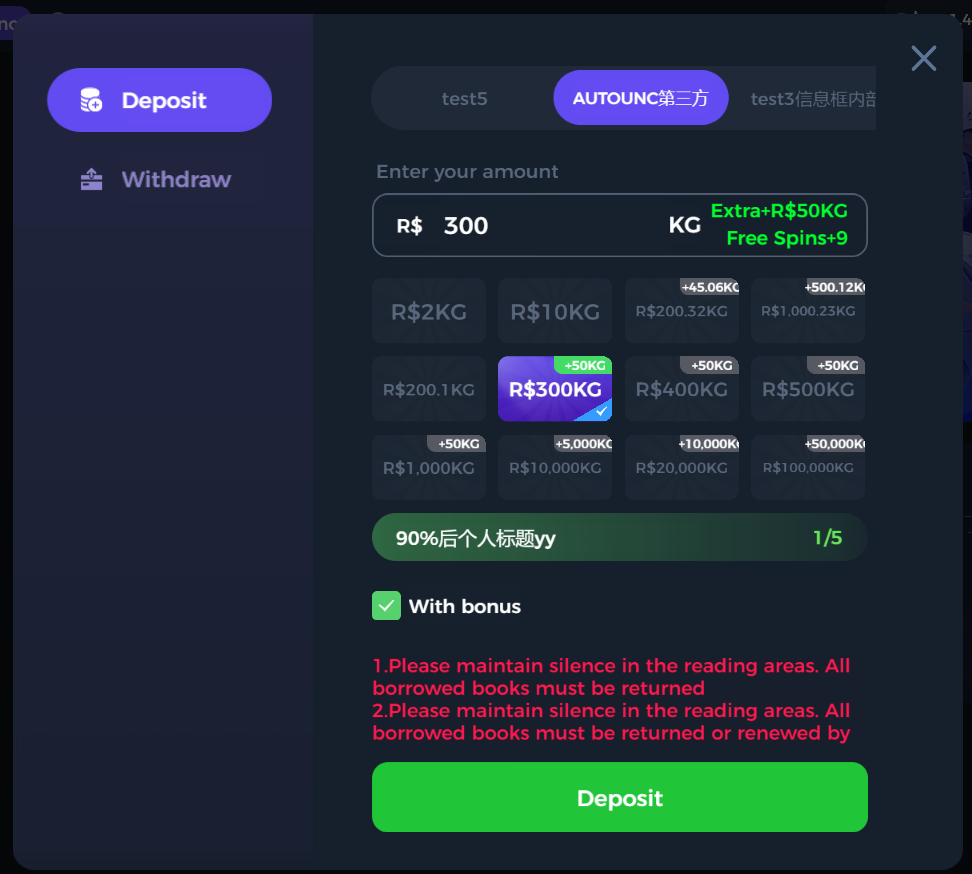 Deposit
Withdraw
test5
AUTOUNC第三方
test3信息框内部
Enter your amount
R$ 300 KG
Extra+R$50KG
Free Spins+9
R$2KG
R$10KG
+45.06KG
R$200.32KG
+500.12KG
R$1,000.23KG
R$200.1KG
+50KG
R$300KG
+50KG
R$400KG
+50KG
R$500KG
+50KG
R$1,000KG
+5,000KG
R$10,000KG
+10,000K
R$20,000KG
+50,000K
R$100,000KG
90%后个人标题yy 1/5
With bonus
1.Please maintain silence in the reading areas. All
borrowed books must be returned
2.Please maintain silence in the reading areas. All
borrowed books must be returned or renewed by
Deposit